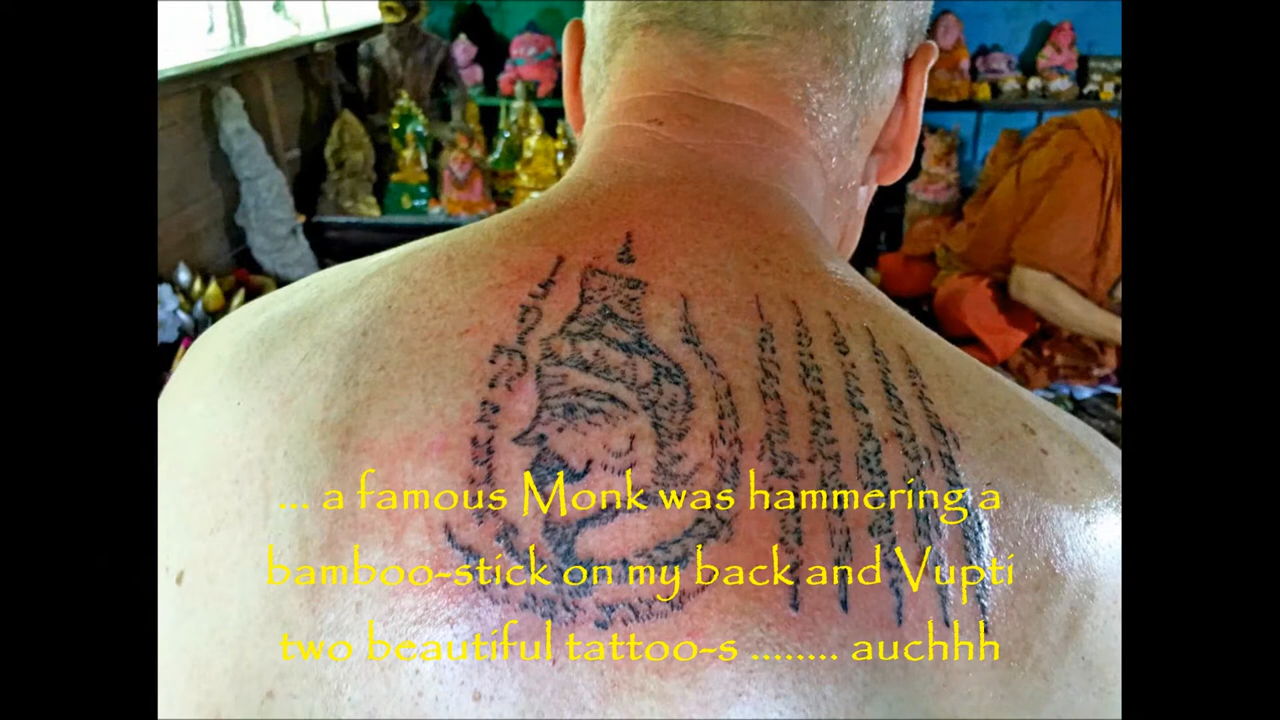 ... a famous Monk was hammering a
bamboo-stick on my back and Vupti
two beautiful tattoo-s ........ auchhh